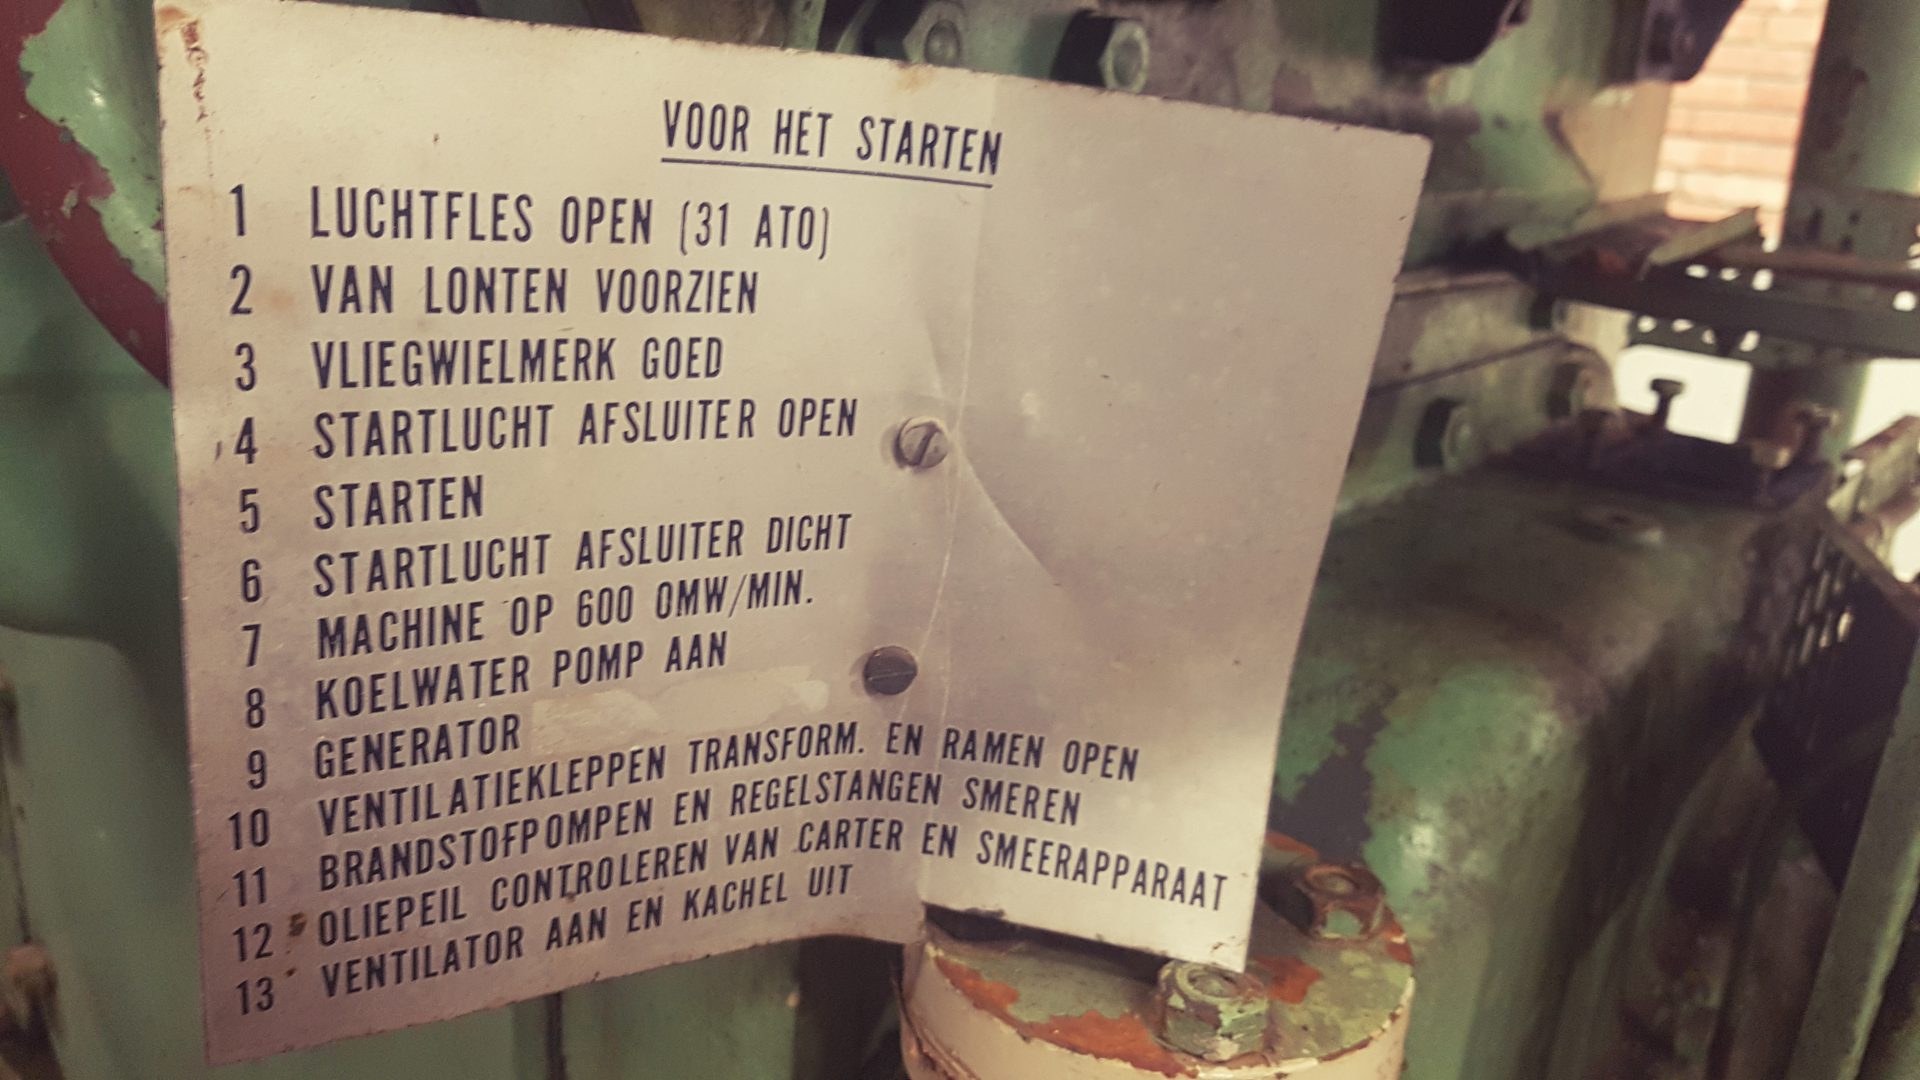 VOOR HET STARTEN
1 LUCHTFLES OPEN (31 ATO)
2 VAN LONTEN VOORZIEN
3 VLIEGWIELMERK GOED
4 STARTLUCHT AFSLUITER OPEN
5 STARTEN
6 STARTLUCHT AFSLUITER DICHT
7 MACHINE OP 600 OMW/MIN.
8 KOELWATER POMP AAN
9 GENERATOR
10 VENTILATIEKLEPPEN TRANSFORM. EN RAMEN OPEN
11 BRANDSTOFPOMPEN EN REGELSTANGEN SMEREN
12 OLIEPEIL CONTROLEREN VAN CARTER EN SMEERAPPARAAT
13 VENTILATOR AAN EN KACHEL UIT